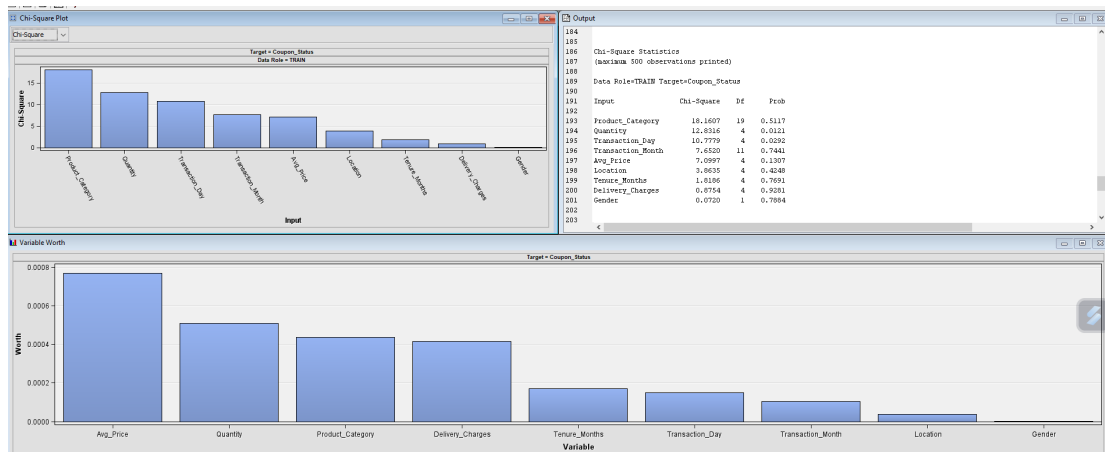 Chi-Square Plot
Chi-Square
Target = Coupon_Status
Data Role = TRAIN
Chi-Square
15
10
5
0
Product_Category
Quantity
Transaction_Day
Transaction_Month
Avg_Price
Location
Tenure_Months
Delivery_Charges
Gender
Input
Output
184
185
186 Chi-Square Statistics
187 (maximum 500 observations printed)
188
189 Data Role=TRAIN Target=Coupon_Status
190
191 Input Chi-Square Df Prob
192
193 Product_Category 18.1607 19 0.5117
194 Quantity 12.8316 4 0.0121
195 Transaction_Day 10.7779 4 0.0292
196 Transaction_Month 7.6520 11 0.7441
197 Avg_Price 7.0997 4 0.1307
198 Location 3.8635 4 0.4248
199 Tenure_Months 1.8186 4 0.7691
200 Delivery_Charges 0.8754 4 0.9281
201 Gender 0.0720 1 0.7884
202
203
Variable Worth
Target = Coupon_Status
Worth
0.0008
0.0006
0.0004
0.0002
0.0000
Avg_Price Quantity Product_Category Delivery_Charges Tenure_Months Transaction_Day Transaction_Month Location Gender
Variable